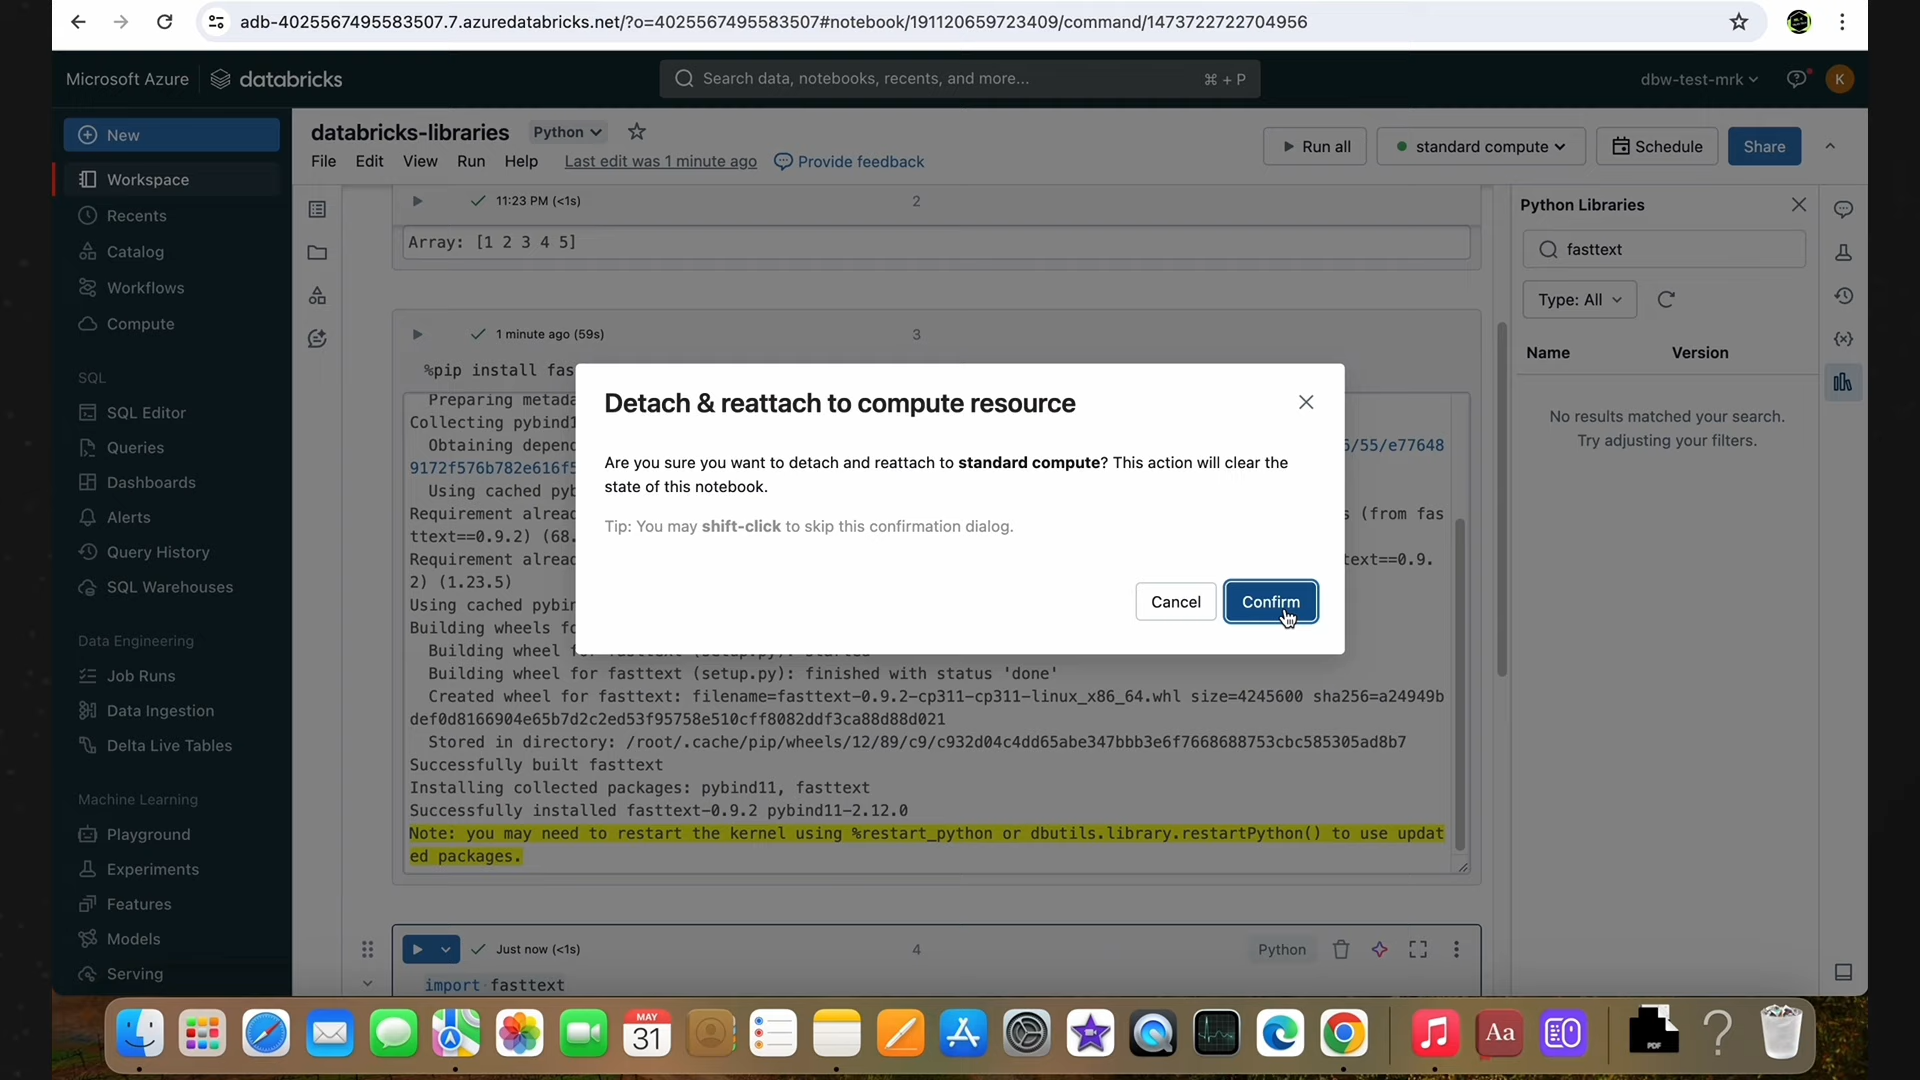 adb-4025567495583507.7.azuredatabricks.net/?o=4025567495583507#notebook/191120659723409/command/1473722722704956
Microsoft Azure
databricks
Search data, notebooks, recents, and more...
⌘ + P
dbw-test-mrk
K
New
Workspace
Recents
Catalog
Workflows
Compute
SQL
SQL Editor
Queries
Dashboards
Alerts
Query History
SQL Warehouses
Data Engineering
Job Runs
Data Ingestion
Delta Live Tables
Machine Learning
Playground
Experiments
Features
Models
Serving
databricks-libraries
Python
File Edit View Run Help Last edit was 1 minute ago Provide feedback
Run all
standard compute
Schedule
Share
11:23 PM (<1s)
2
Array: [1 2 3 4 5]
1 minute ago (59s)
3
%pip install fas
Preparing metada
Collecting pybind1
Obtaining depend
5/55/e77648
9172f576b782e616f5
Using cached pyb
Requirement alread
s (from fas
ttext==0.9.2) (68.
Requirement alread
text==0.9.
2) (1.23.5)
Using cached pybin
Building wheels fo
Building wheel
Building wheel for fasttext (setup.py): finished with status 'done'
Created wheel for fasttext: filename=fasttext-0.9.2-cp311-cp311-linux_x86_64.whl size=4245600 sha256=a24949b
def0d8166904e65b7d2c2ed53f95758e510cff8082ddf3ca88d88d021
Stored in directory: /root/.cache/pip/wheels/12/89/c9/c932d04c4dd65abe347bbb3e6f7668688753cbc585305ad8b7
Successfully built fasttext
Installing collected packages: pybind11, fasttext
Successfully installed fasttext-0.9.2 pybind11-2.12.0
Note: you may need to restart the kernel using %restart_python or dbutils.library.restartPython() to use updat
ed packages.
Just now (<1s)
4
Python
import fasttext
Detach & reattach to compute resource
Are you sure you want to detach and reattach to standard compute? This action will clear the
state of this notebook.
Tip: You may shift-click to skip this confirmation dialog.
Cancel
Confirm
Python Libraries
fasttext
Type: All
Name Version
No results matched your search.
Try adjusting your filters.
MAY
31
Aa
PDF